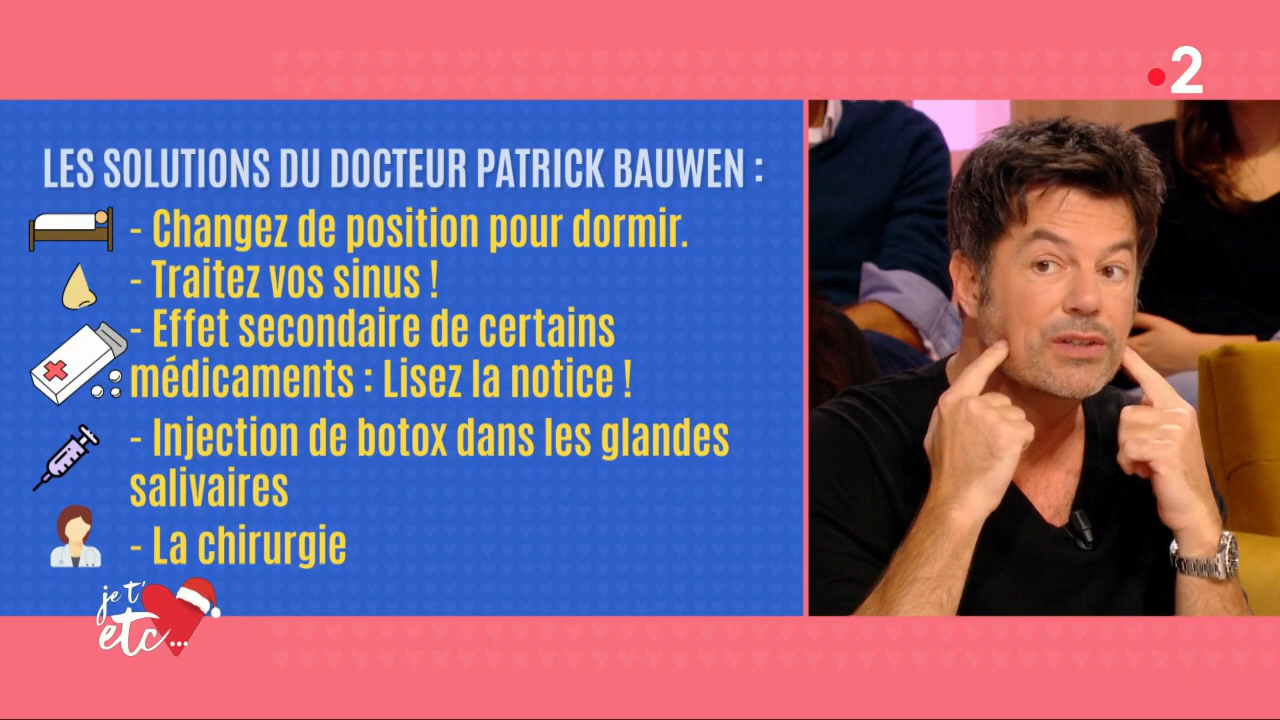 2
LES SOLUTIONS DU DOCTEUR PATRICK BAUWEN :
- Changez de position pour dormir.
- Traitez vos sinus !
- Effet secondaire de certains
médicaments : Lisez la notice !
- Injection de botox dans les glandes
salivaires
- La chirurgie
je t'
etc...